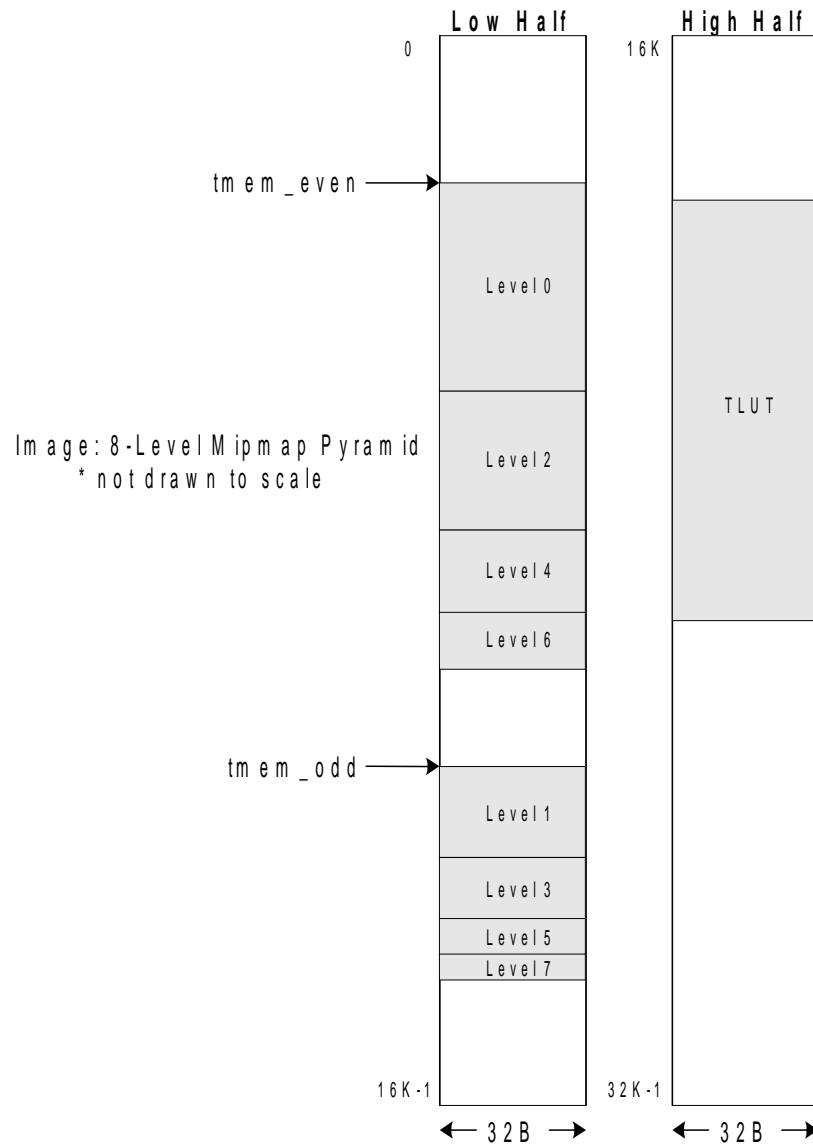 Low Half
High Half
0
16K
tmem_even
Level 0
TLUT
Image: 8-Level Mipmap Pyramid
* not drawn to scale
Level 2
Level 4
Level 6
tmem_odd
Level 1
Level 3
Level 5
Level 7
16K-1
32K-1
32B
32B